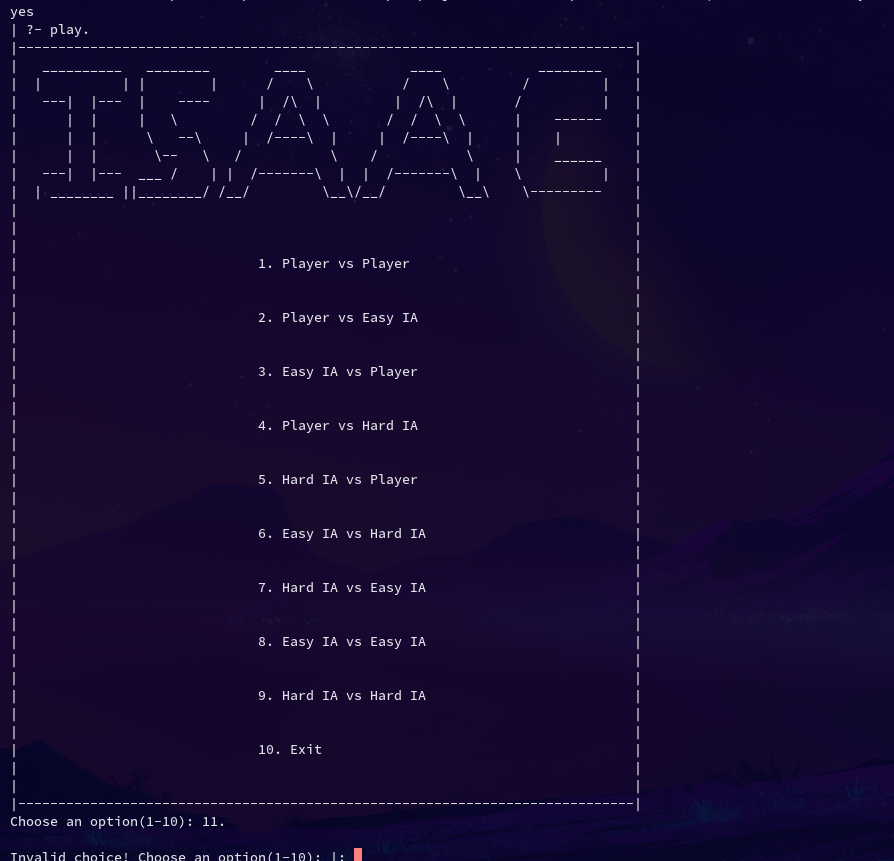 yes
| ?- play.
ISAAC
1. Player vs Player
2. Player vs Easy IA
3. Easy IA vs Player
4. Player vs Hard IA
5. Hard IA vs Player
6. Easy IA vs Hard IA
7. Hard IA vs Easy IA
8. Easy IA vs Easy IA
9. Hard IA vs Hard IA
10. Exit
Choose an option(1-10): 11.
Invalid choice! Choose an option(1-10): |: